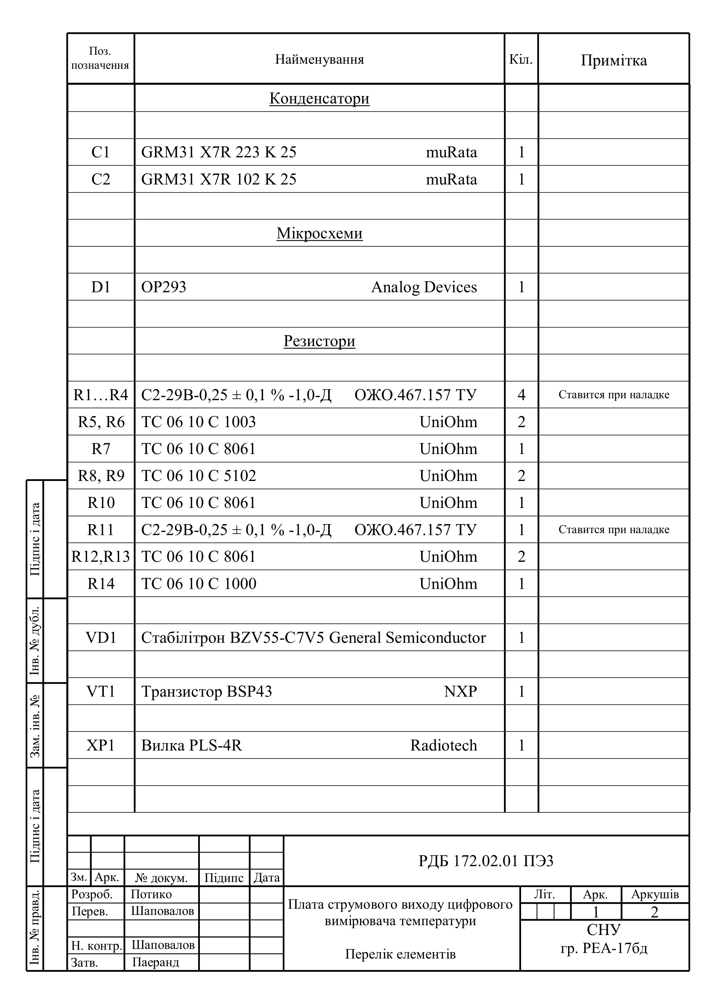 Поз. позначення Найменування Кіл. Примітка
Конденсатори
C1 GRM31 X7R 223 K 25 muRata 1
C2 GRM31 X7R 102 K 25 muRata 1
Мікросхеми
D1 OP293 Analog Devices 1
Резистори
R1…R4 С2-29В-0,25 ± 0,1 % -1,0-Д ОЖО.467.157 ТУ 4 Ставится при наладке
R5, R6 TC 06 10 C 1003 UniOhm 2
R7 TC 06 10 C 8061 UniOhm 1
R8, R9 TC 06 10 C 5102 UniOhm 2
R10 TC 06 10 C 8061 UniOhm 1
R11 С2-29В-0,25 ± 0,1 % -1,0-Д ОЖО.467.157 ТУ 1 Ставится при наладке
R12,R13 TC 06 10 C 8061 UniOhm 2
R14 TC 06 10 C 1000 UniOhm 1
VD1 Стабілітрон BZV55-C7V5 General Semiconductor 1
VT1 Транзистор BSP43 NXP 1
XP1 Вилка PLS-4R Radiotech 1
Підпис і дата
Інв. № дубл.
Зам. інв. №
Підпис і дата
Інв. № правд.
РДБ 172.02.01 ПЭ3
Зм. Арк. № докум. Підипс Дата
Розроб. Потико
Перев. Шаповалов
Н. контр. Шаповалов
Затв. Паеранд
Плата струмового виходу цифрового
вимірювача температури
Перелік елементів
Літ. Арк. Аркушів
1 2
СНУ
гр. РЕА-17бд